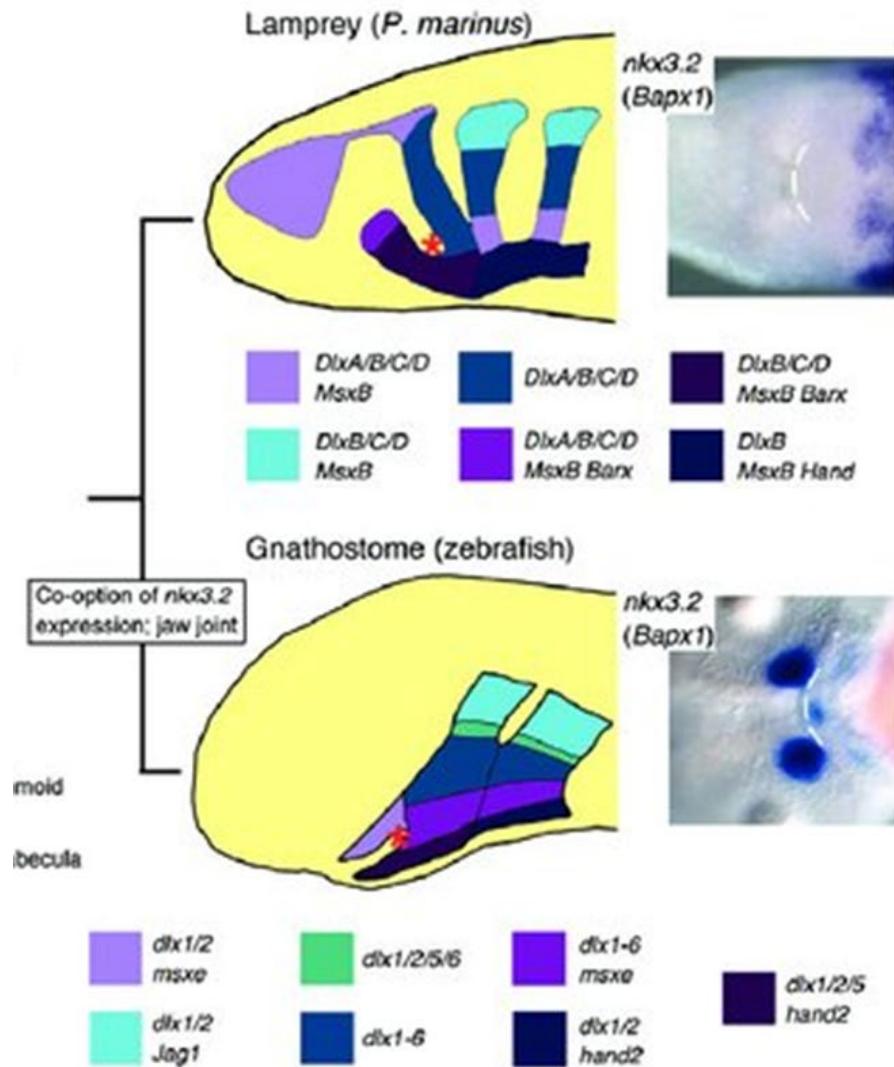 Lamprey (P. marinus)
nkx3.2
(Bapx1)
DlxA/B/C/D
MsxB
DlxA/B/C/D
DlxB/C/D
MsxB Barx
DlxB/C/D
MsxB
DlxA/B/C/D
MsxB Barx
DlxB
MsxB Hand
Gnathostome (zebrafish)
Co-option of nkx3.2
expression; jaw joint
nkx3.2
(Bapx1)
moid
becula
dlx1/2
msxe
dlx1/2/5/6
dlx1-6
msxe
dlx1/2/5
hand2
dlx1/2
Jag1
dlx1-6
dlx1/2
hand2